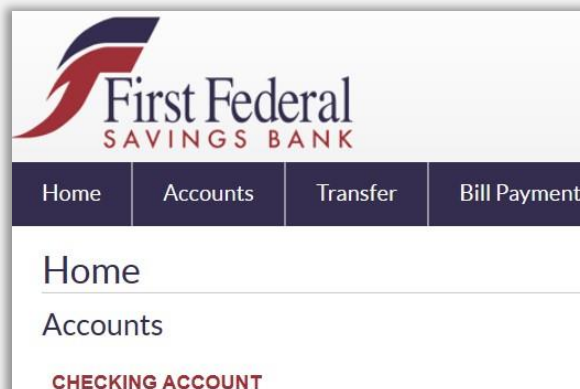 First Federal
SAVINGS BANK
Home Accounts Transfer Bill Payment
Home
Accounts
CHECKING ACCOUNT